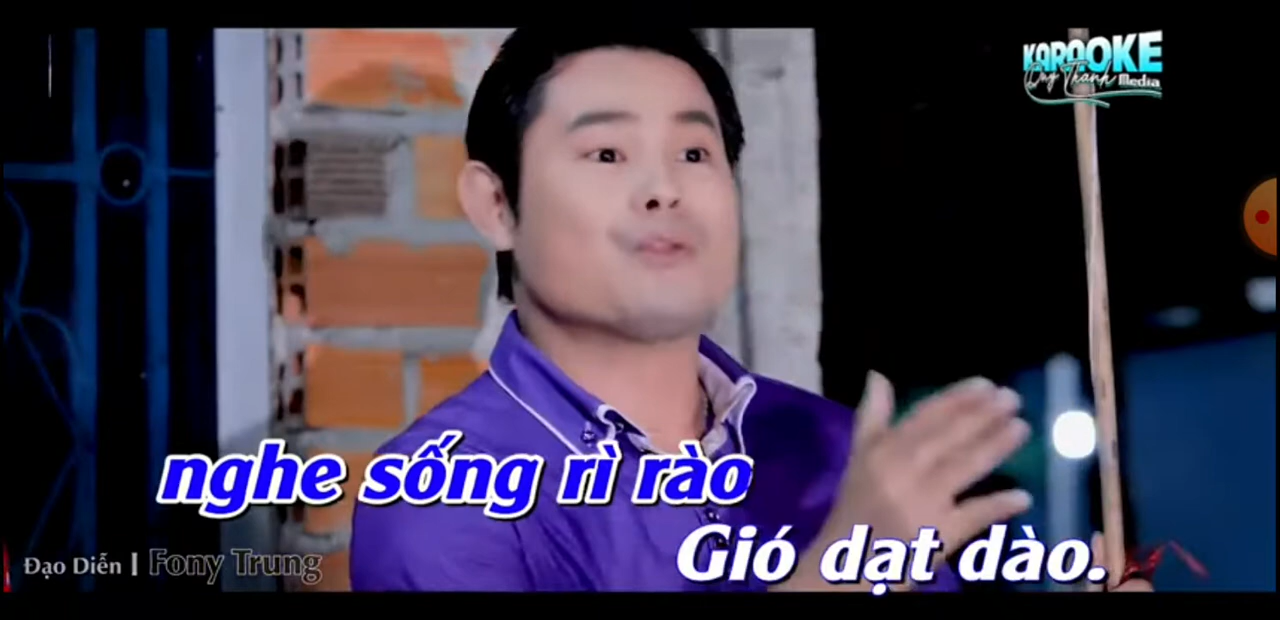 KARAOKE
Duy Thanh Media
nghe sống rì rào
Gió dạt dào.
Đạo Diễn | Fony Trung